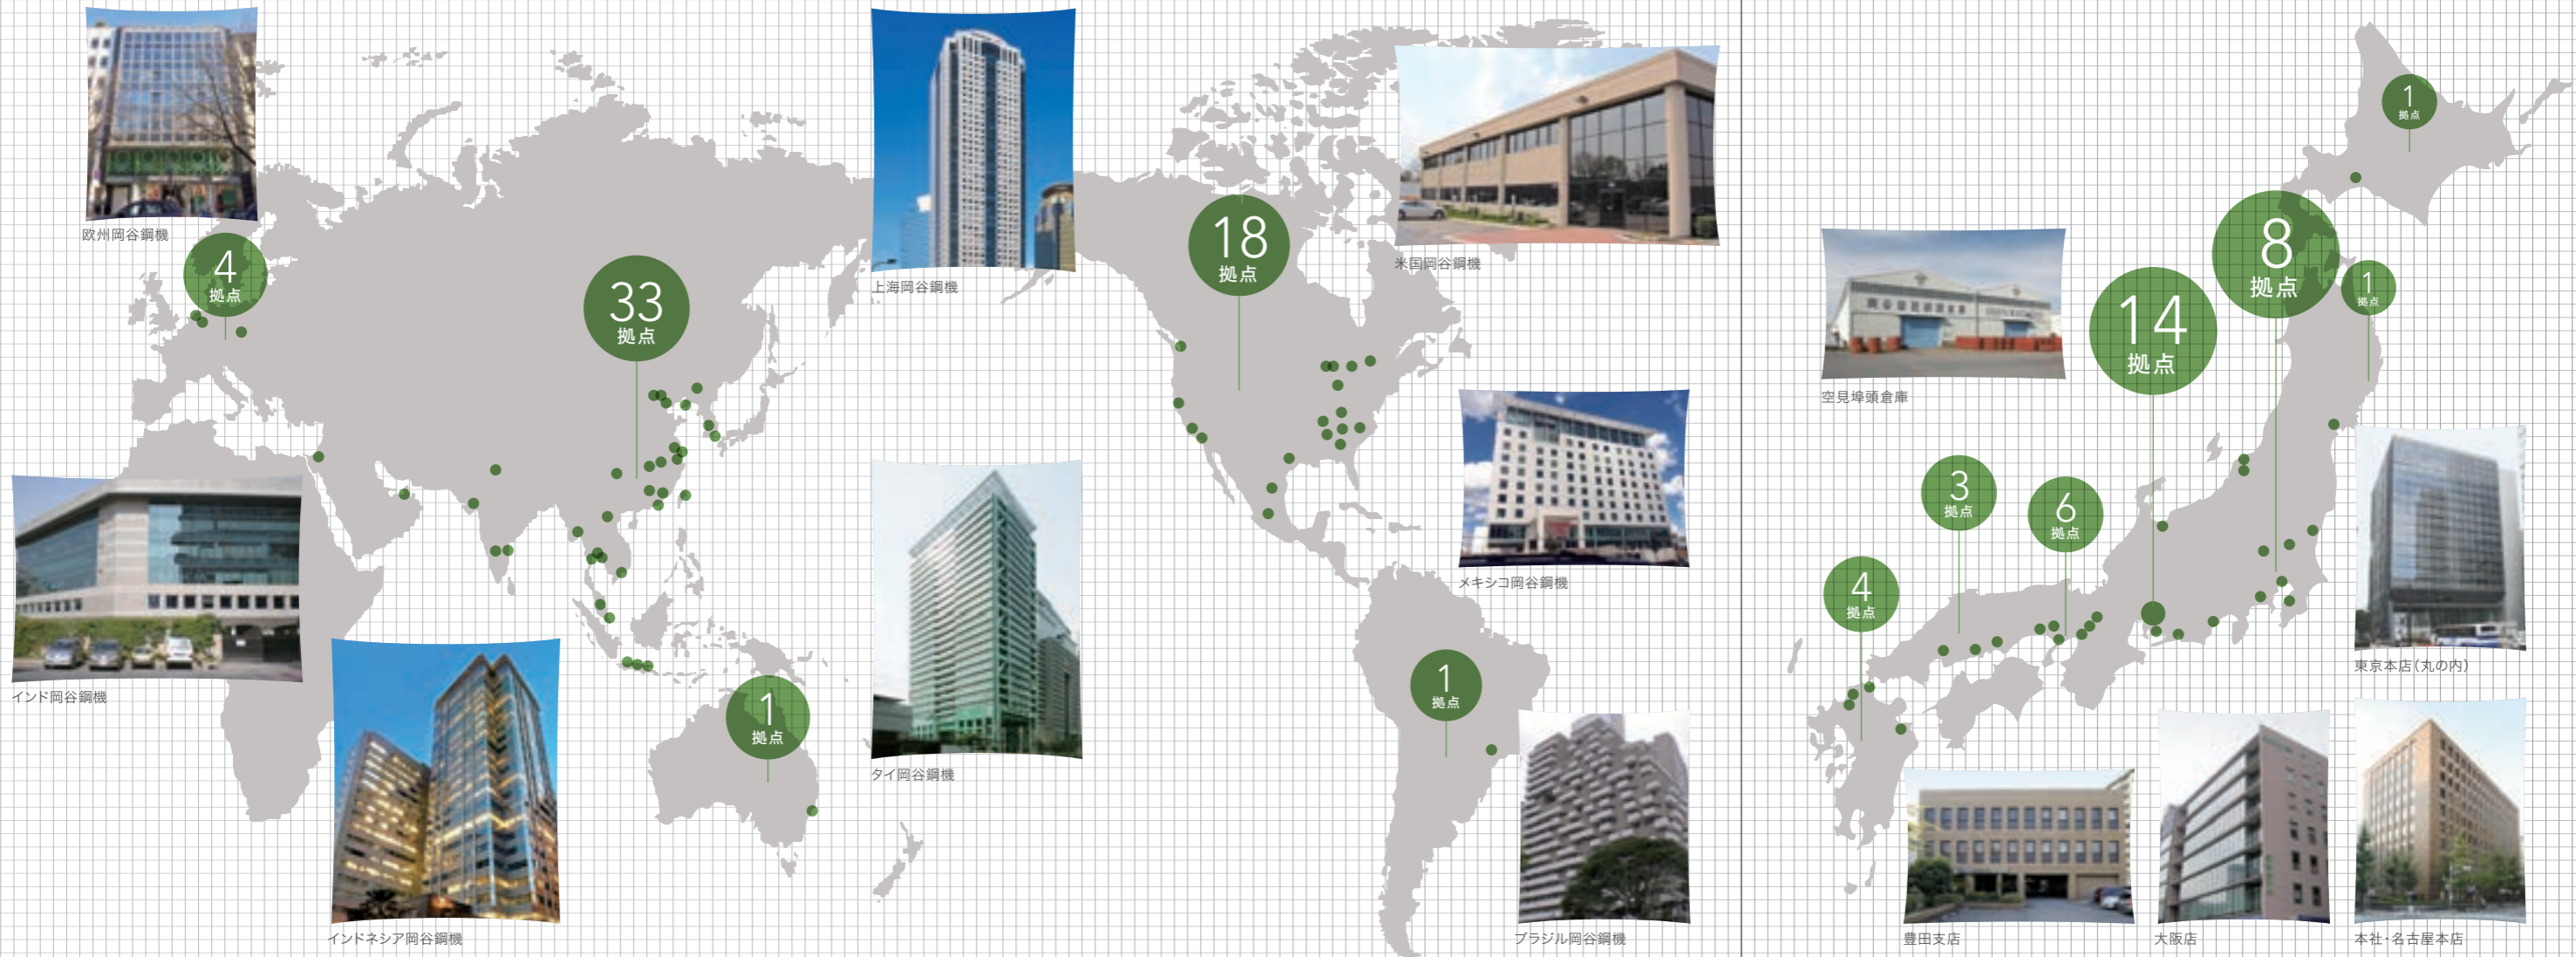 欧州岡谷鋼機
4
拠点
33
拠点
上海岡谷鋼機
18
拠点
米国岡谷鋼機
インド岡谷鋼機
インドネシア岡谷鋼機
1
拠点
タイ岡谷鋼機
メキシコ岡谷鋼機
1
拠点
ブラジル岡谷鋼機
1
拠点
8
拠点
1
拠点
14
拠点
空見埠頭倉庫
3
拠点
6
拠点
4
拠点
東京本店(丸の内)
豊田支店
大阪店
本社・名古屋本店